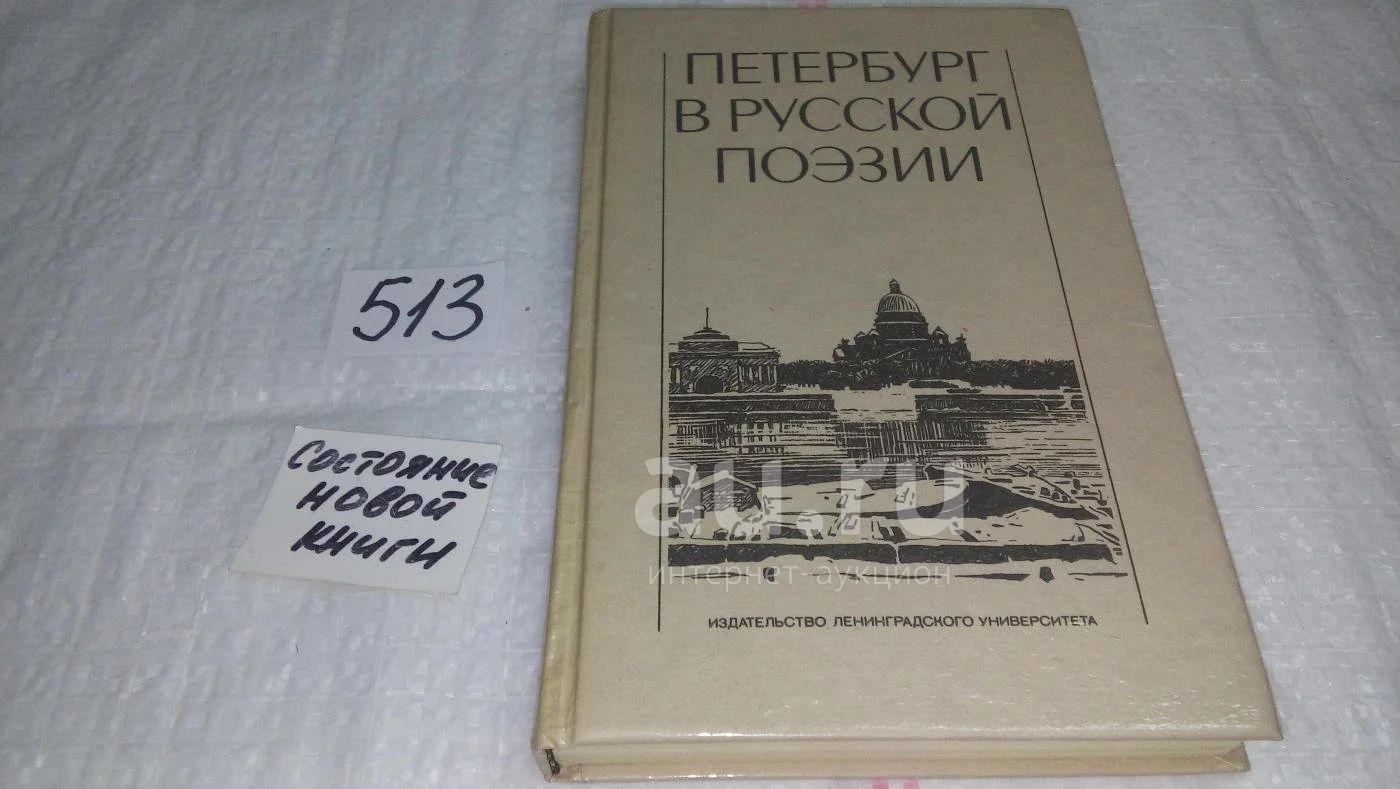 ПЕТЕРБУРГ
В РУССКОЙ
ПОЭЗИИ
513
Состояние
новой
книги
au.ru
интернет-аукцион
ИЗДАТЕЛЬСТВО ЛЕНИНГРАДСКОГО УНИВЕРСИТЕТА